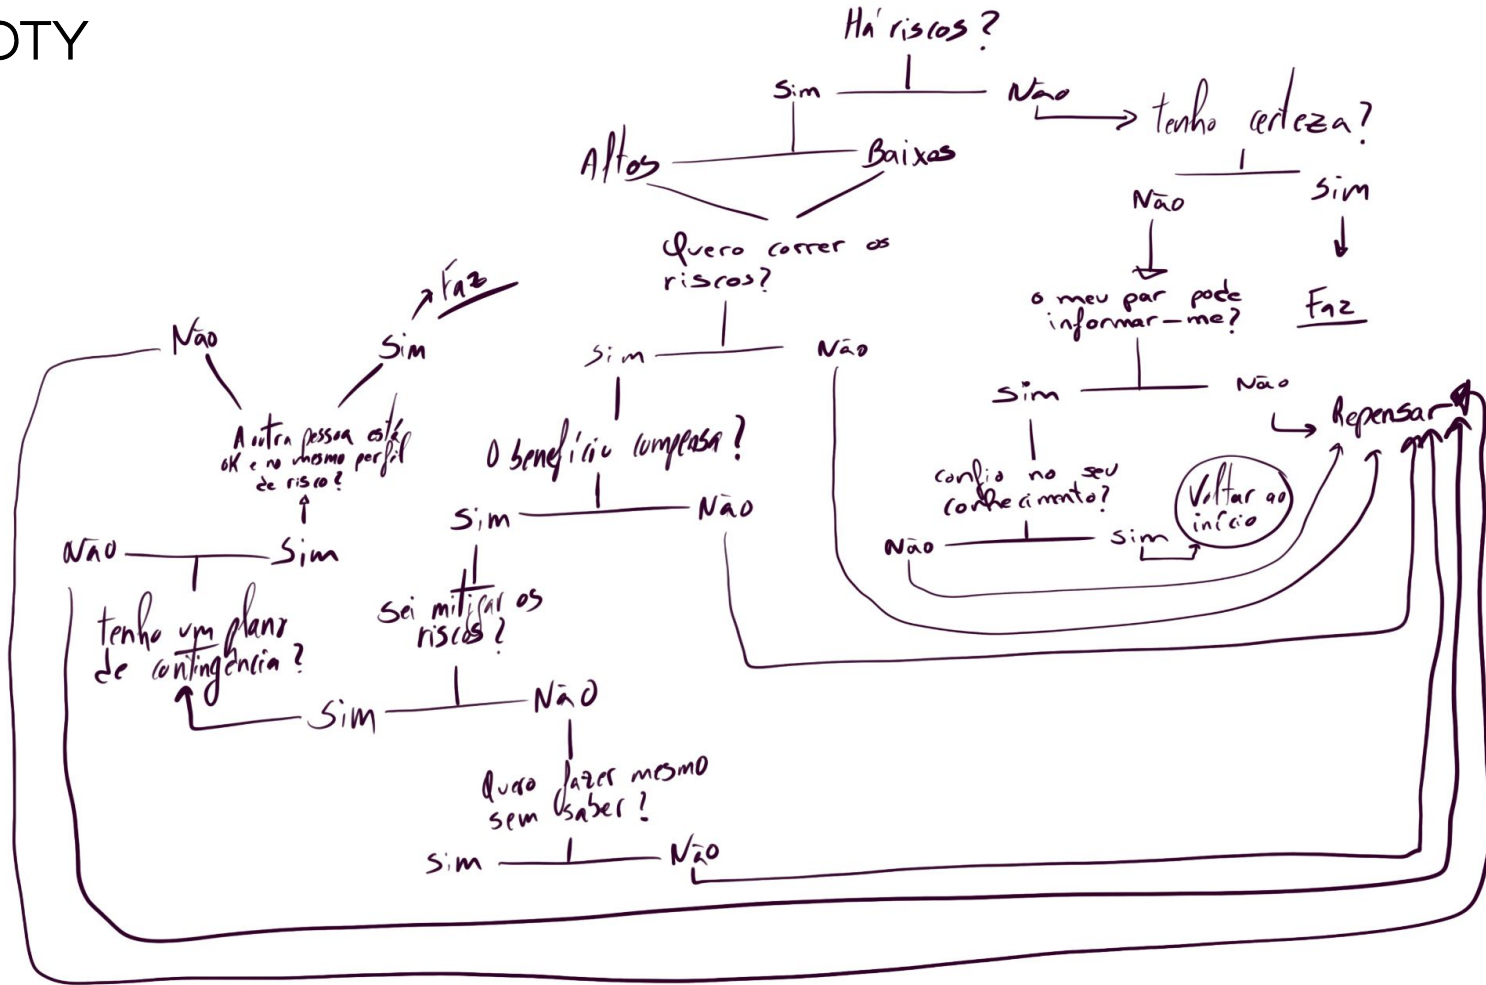 OTY
Há riscos?
Sim
Não
tenho certeza?
Altos
Baixos
Não
Sim
Quero correr os
riscos?
Faz
o meu par pode
informar-me?
Faz
Não
Sim
Sim
Não
Sim
Não
Repensar
A outra pessoa está
ok e no mesmo perfil
de risco?
O benefício compensa?
confio no seu
conhecimento?
Voltar ao
início
Sim
Não
Não
Sim
Não
Sim
Sei mitigar os
riscos?
tenho um plano
de contingência?
Sim
Não
Quero fazer mesmo
sem saber?
Sim
Não